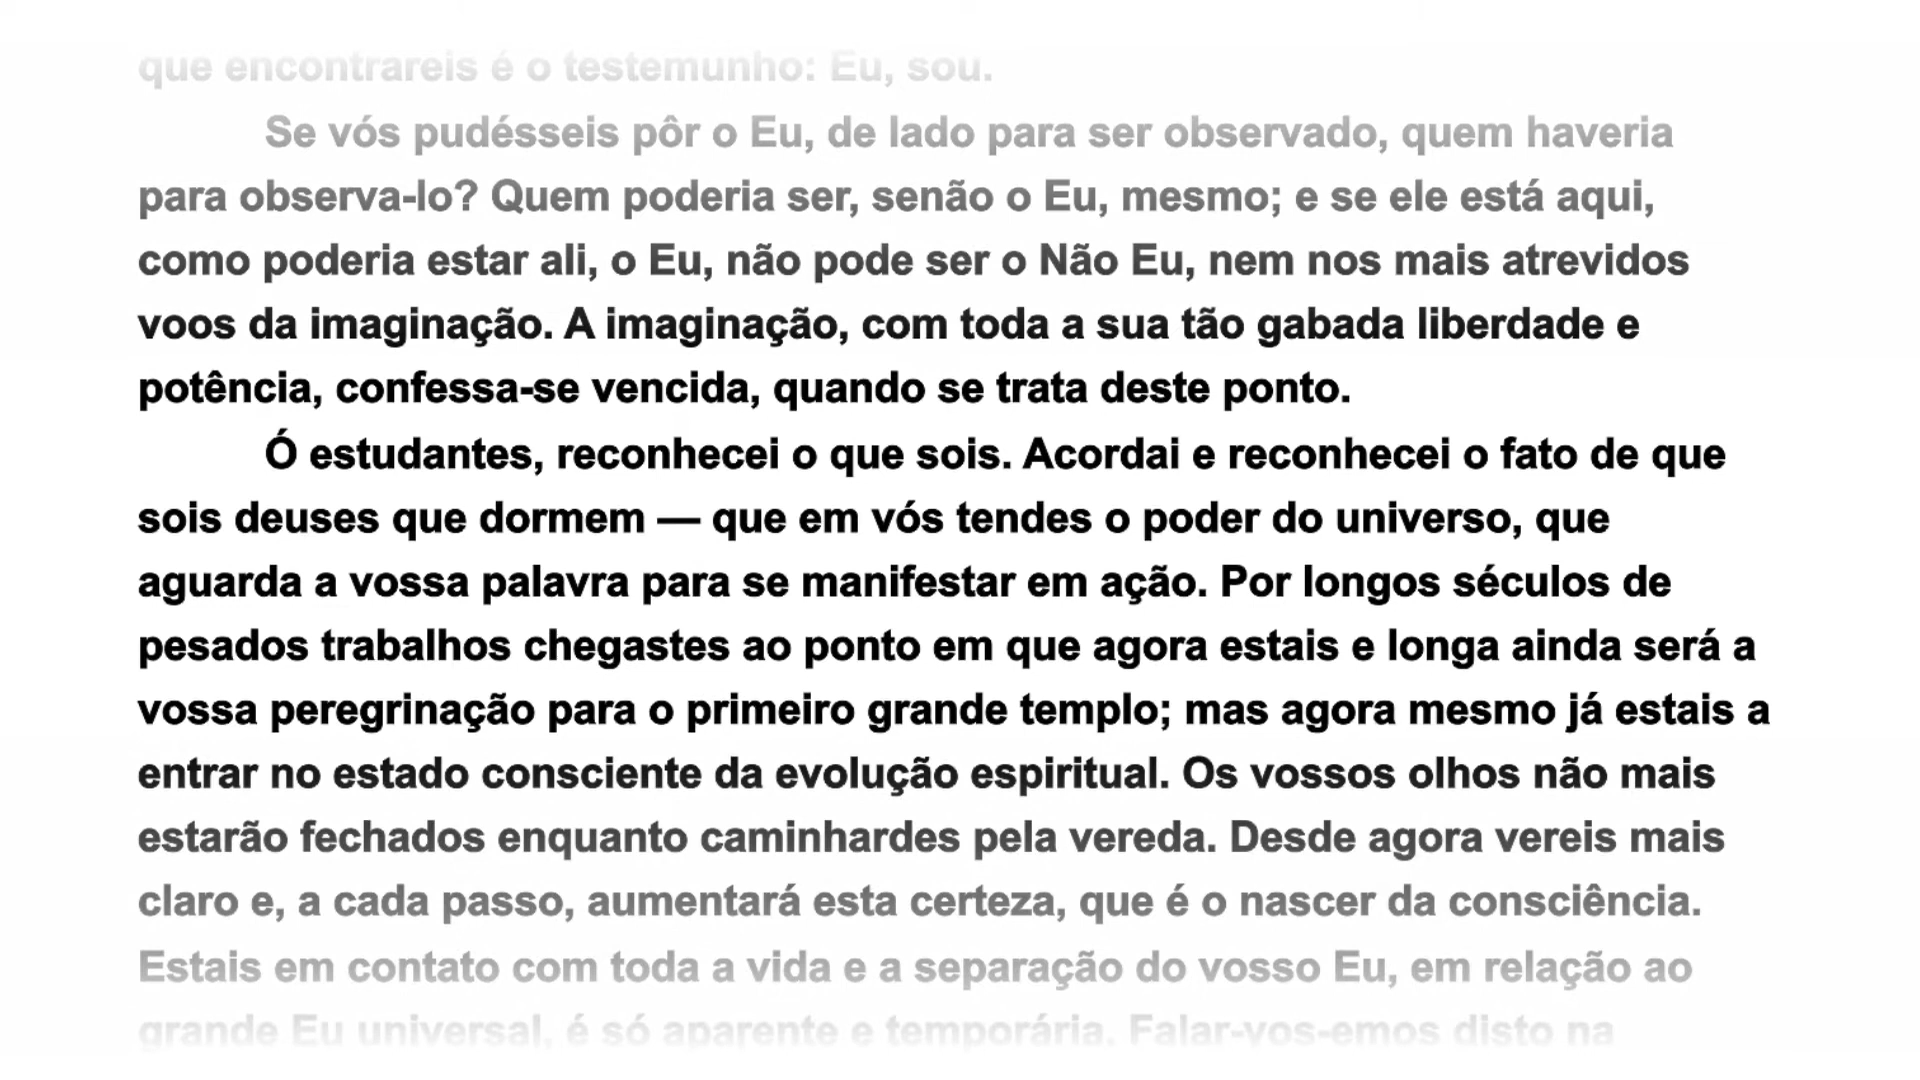 que encontrareis é o testemunho: Eu, sou.
Se vós pudésseis pôr o Eu, de lado para ser observado, quem haveria
para observa-lo? Quem poderia ser, senão o Eu, mesmo; e se ele está aqui,
como poderia estar ali, o Eu, não pode ser o Não Eu, nem nos mais atrevidos
voos da imaginação. A imaginação, com toda a sua tão gabada liberdade e
potência, confessa-se vencida, quando se trata deste ponto.
Ó estudantes, reconhecei o que sois. Acordai e reconhecei o fato de que
sois deuses que dormem — que em vós tendes o poder do universo, que
aguarda a vossa palavra para se manifestar em ação. Por longos séculos de
pesados trabalhos chegastes ao ponto em que agora estais e longa ainda será a
vossa peregrinação para o primeiro grande templo; mas agora mesmo já estais a
entrar no estado consciente da evolução espiritual. Os vossos olhos não mais
estarão fechados enquanto caminhardes pela vereda. Desde agora vereis mais
claro e, a cada passo, aumentará esta certeza, que é o nascer da consciência.
Estais em contato com toda a vida e a separação do vosso Eu, em relação ao
grande Eu universal, é só aparente e temporária. Falar-vos-emos disto na